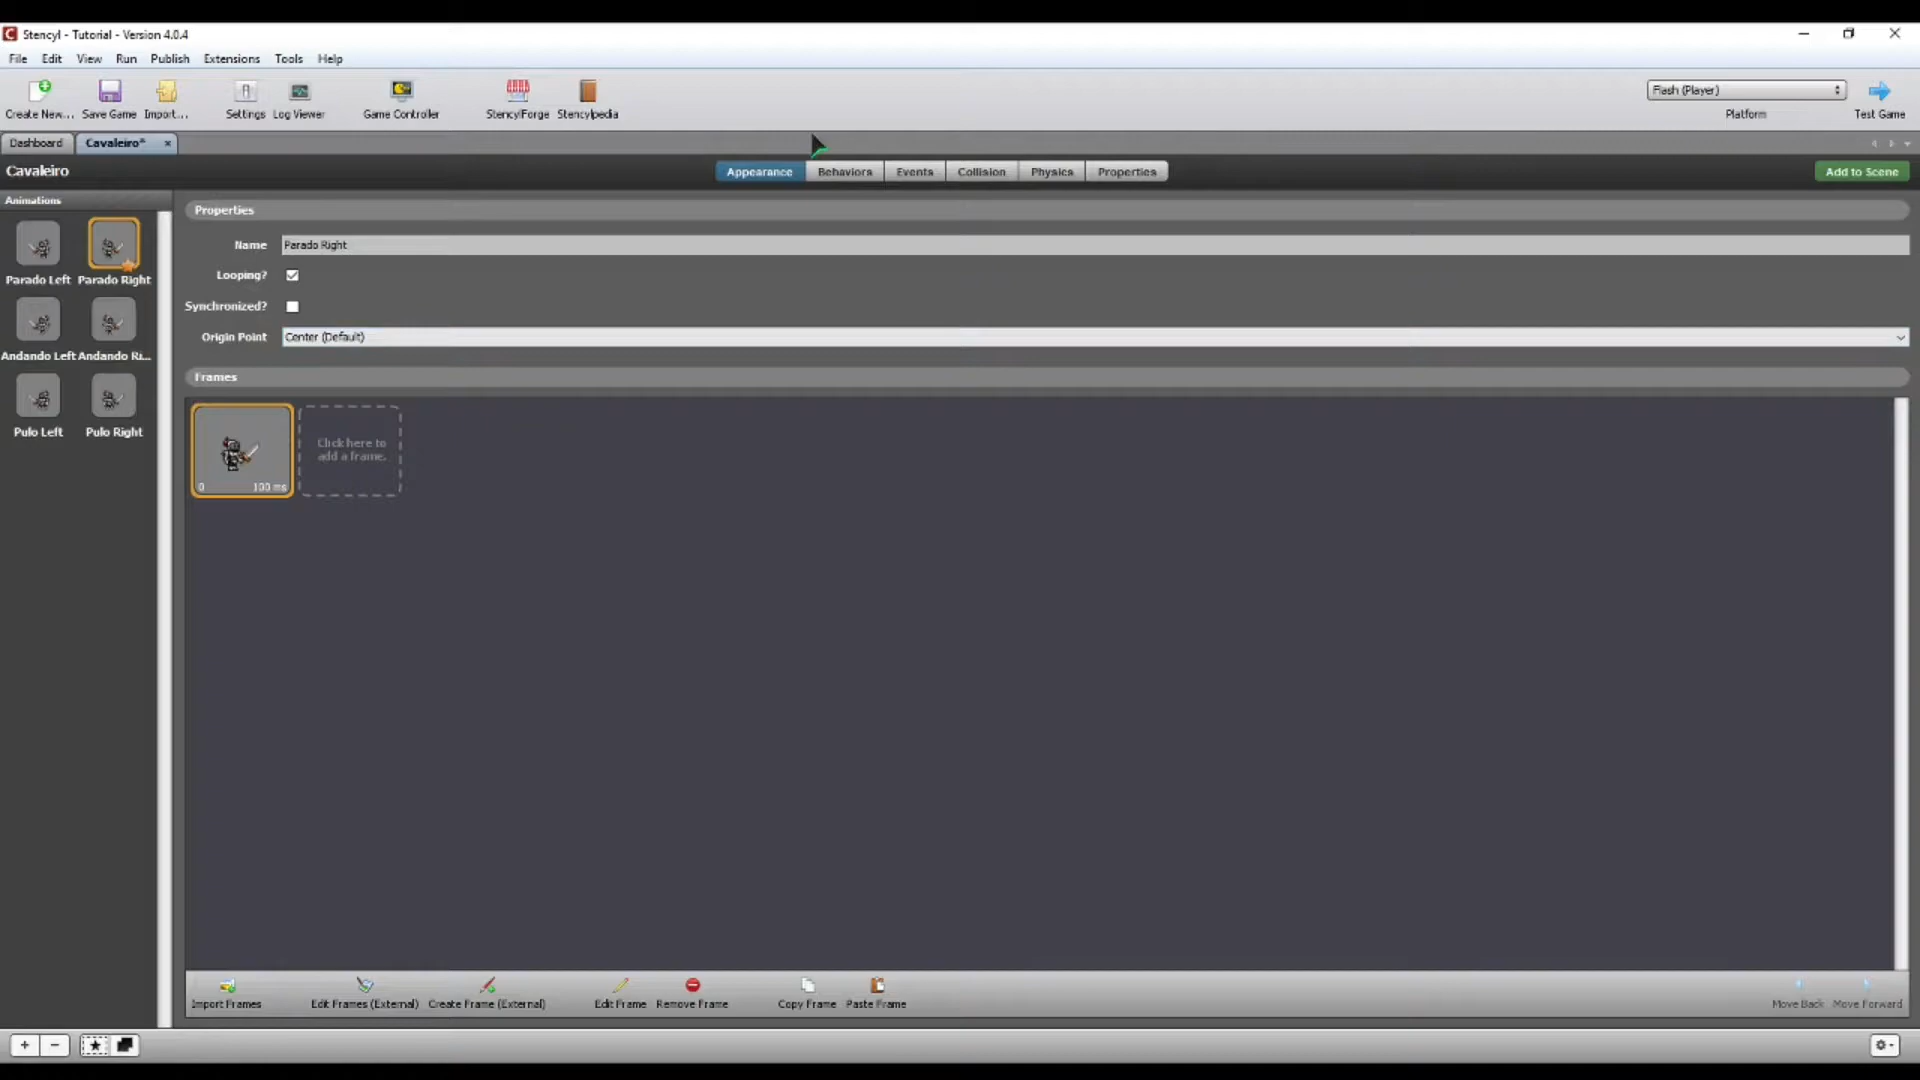 Stencyl - Tutorial - Version 4.0.4
File Edit View Run Publish Extensions Tools Help
Create New... Save Game Import... Settings Log Viewer Game Controller StencylForge Stencylpedia Flash (Player) Platform Test Game
Dashboard Cavaleiro* ×
Cavaleiro Appearance Behaviors Events Collision Physics Properties Add to Scene
Animations
Properties
Name Parado Right
Looping?
Parado Left Parado Right
Synchronized?
Origin Point Center (Default)
Andando Left Andando Ri...
Frames
Pulo Left Pulo Right
Click here to
add a frame.
0 100 ms
Import Frames Edit Frames (External) Create Frame (External) Edit Frame Remove Frame Copy Frame Paste Frame Move Back Move Forward